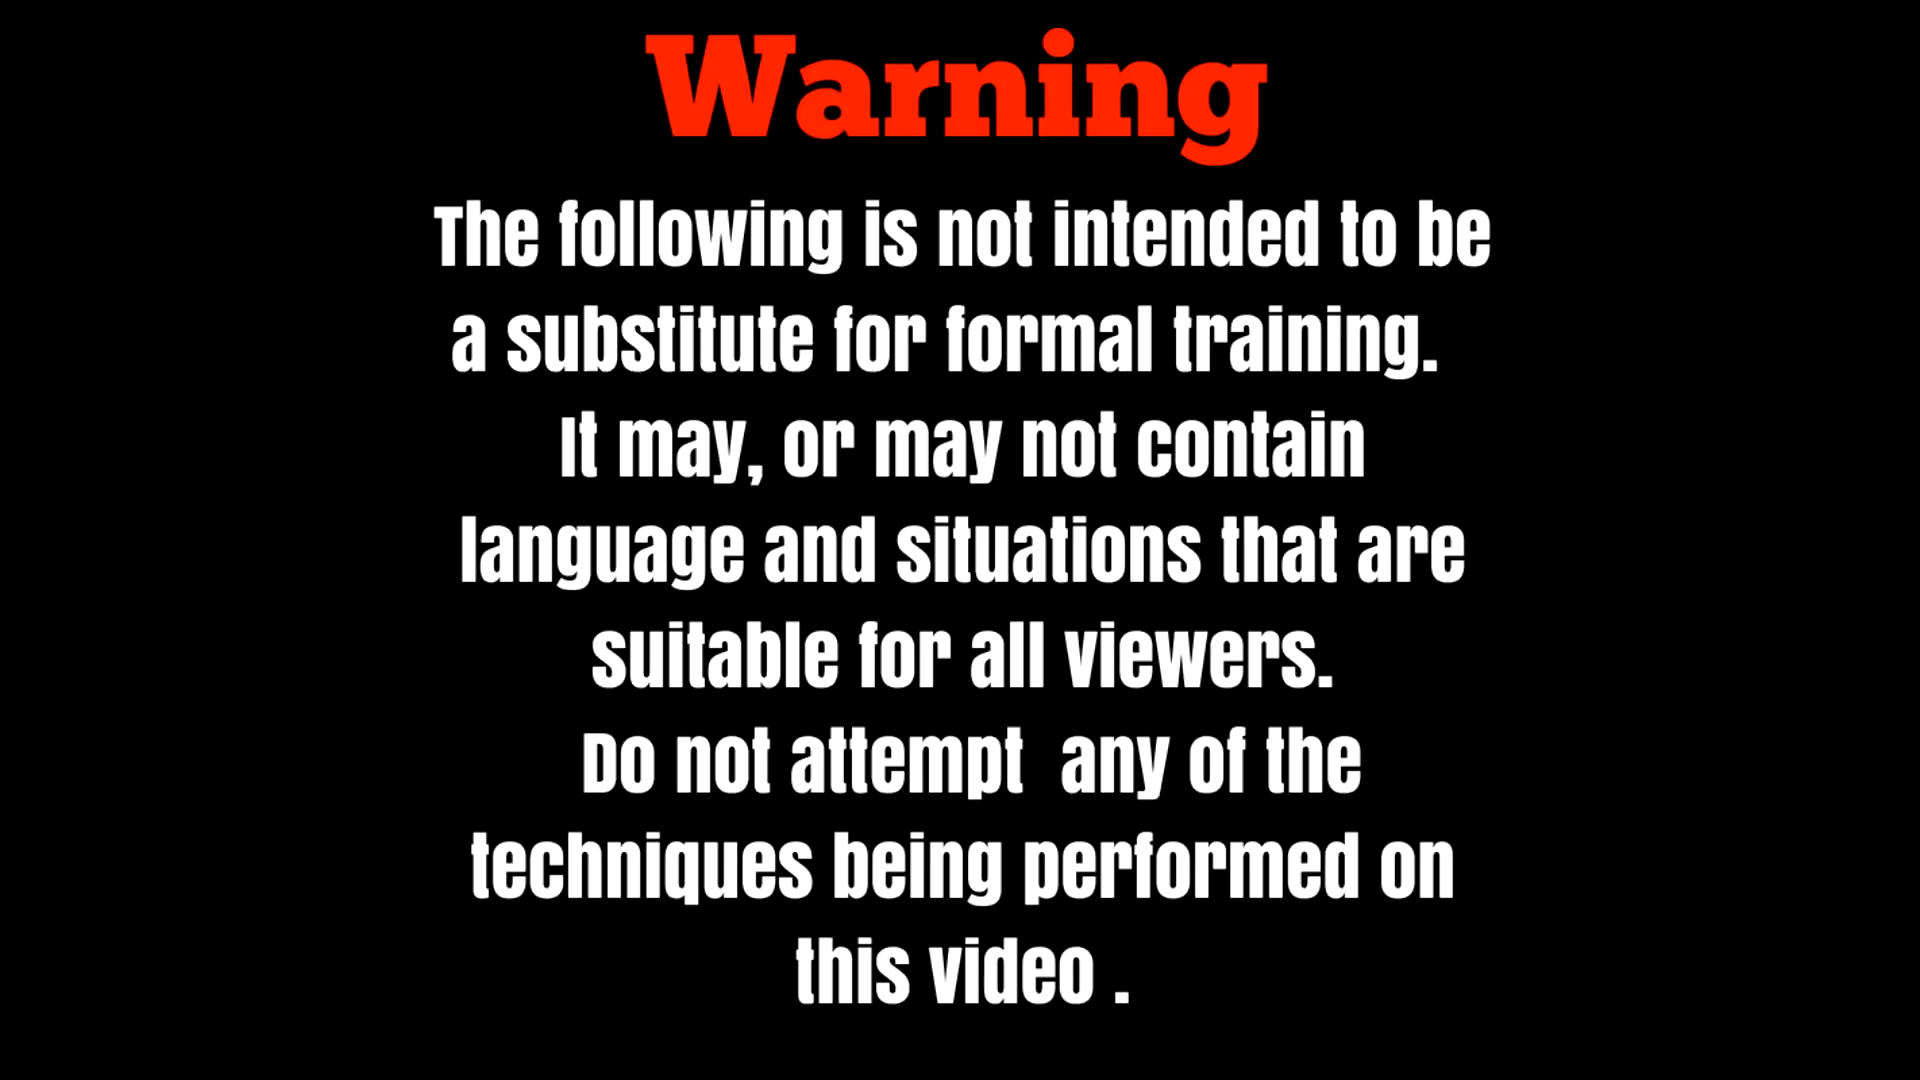 Warning
The following is not intended to be
a substitute for formal training.
It may, or may not contain
language and situations that are
suitable for all viewers.
Do not attempt  any of the
techniques being performed on
this video .